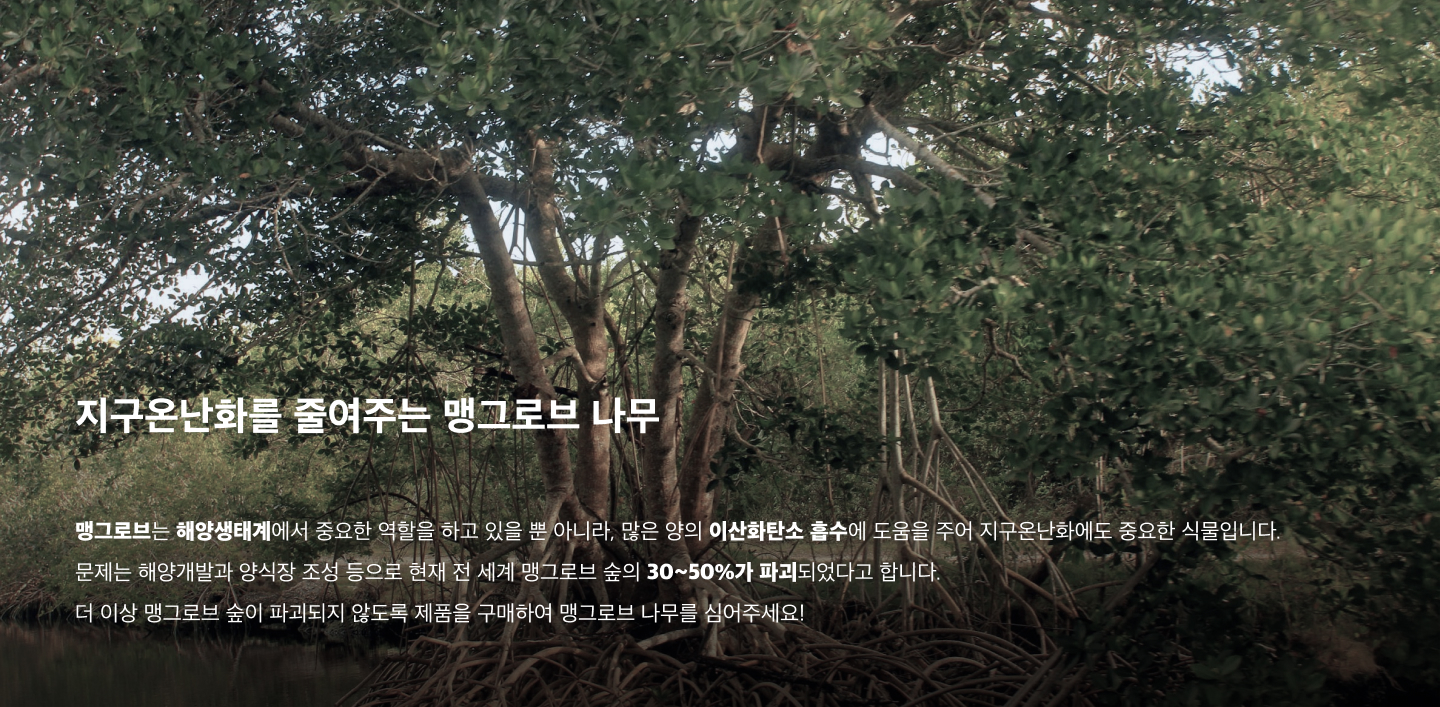 지구온난화를 줄여주는 맹그로브 나무
맹그로브는 해양생태계에서 중요한 역할을 하고 있을 뿐 아니라, 많은 양의 이산화탄소 흡수에 도움을 주어 지구온난화에도 중요한 식물입니다.
문제는 해양개발과 양식장 조성 등으로 현재 전 세계 맹그로브 숲의 30~50%가 파괴되었다고 합니다.
더 이상 맹그로브 숲이 파괴되지 않도록 제품을 구매하여 맹그로브 나무를 심어주세요!